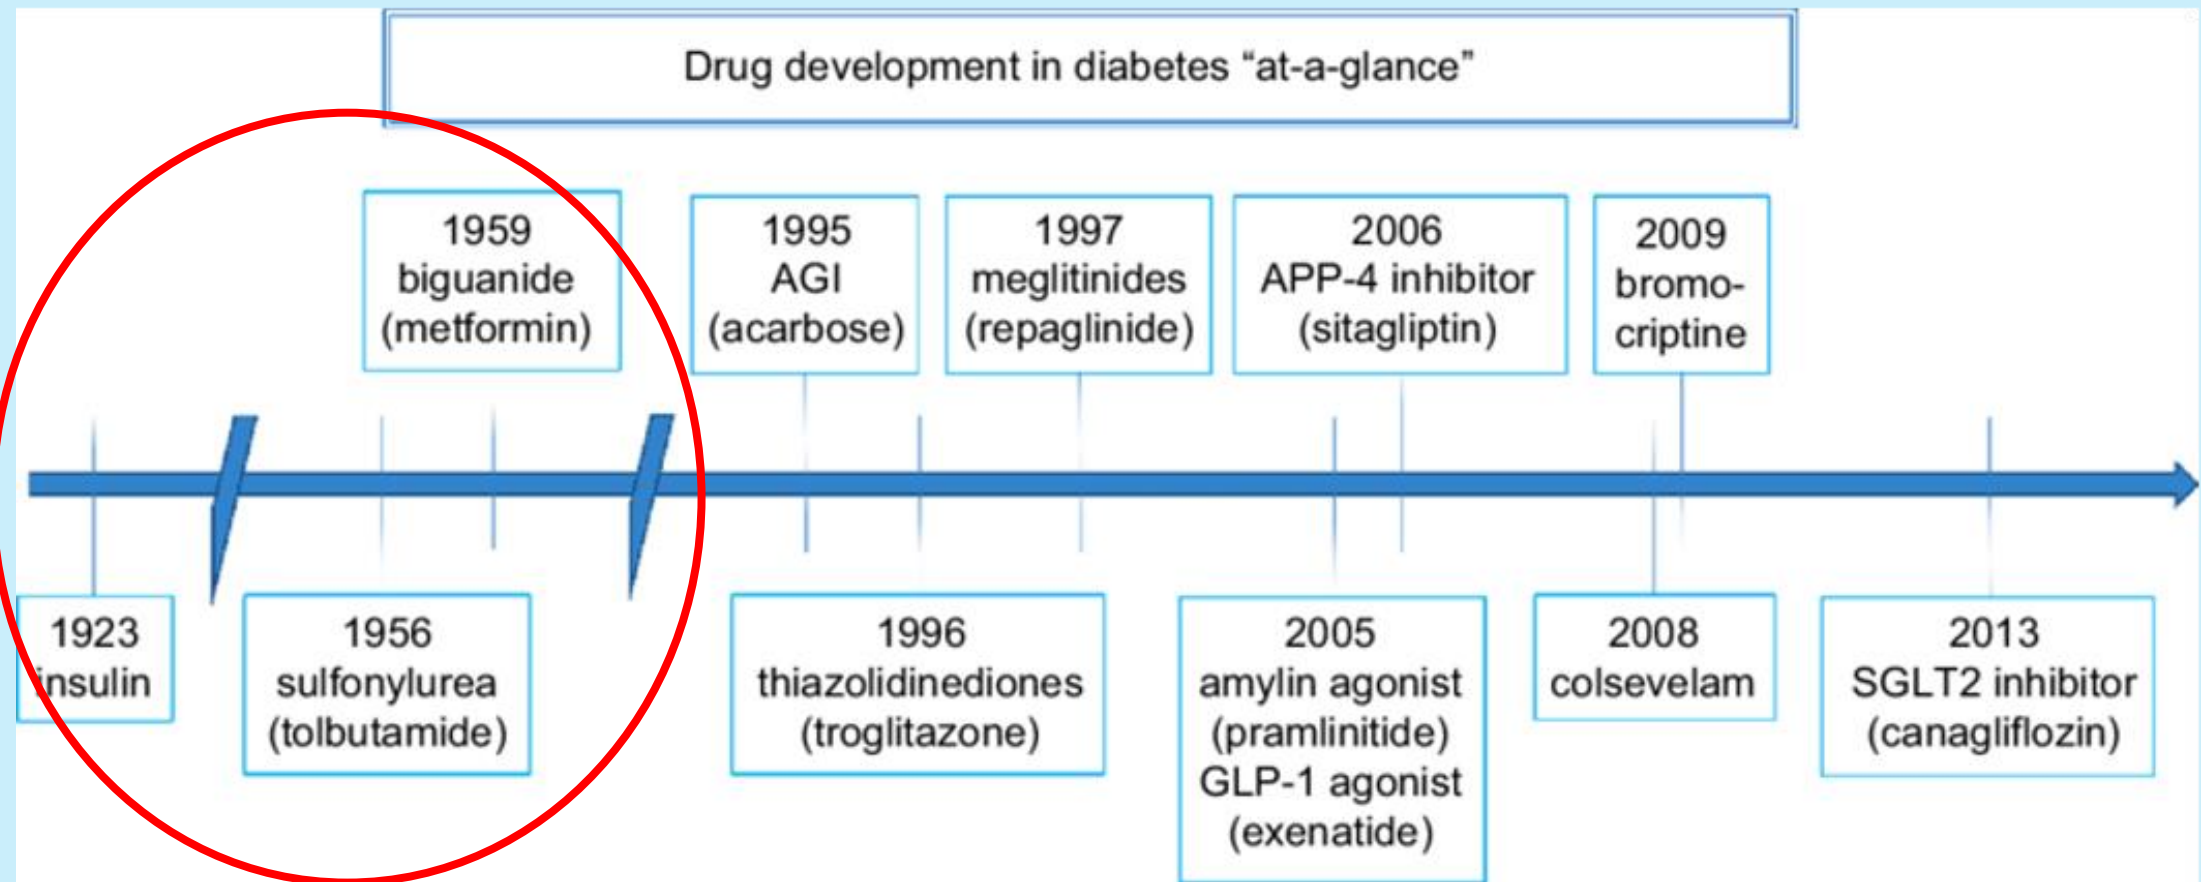 Drug development in diabetes “at-a-glance”
1959
biguanide
(metformin)
1995
AGI
(acarbose)
1997
meglitinides
(repaglinide)
2006
APP-4 inhibitor
(sitagliptin)
2009
bromo-
criptine
1923
insulin
1956
sulfonylurea
(tolbutamide)
1996
thiazolidinediones
(troglitazone)
2005
amylin agonist
(pramlinitide)
GLP-1 agonist
(exenatide)
2008
colsevelam
2013
SGLT2 inhibitor
(canagliflozin)